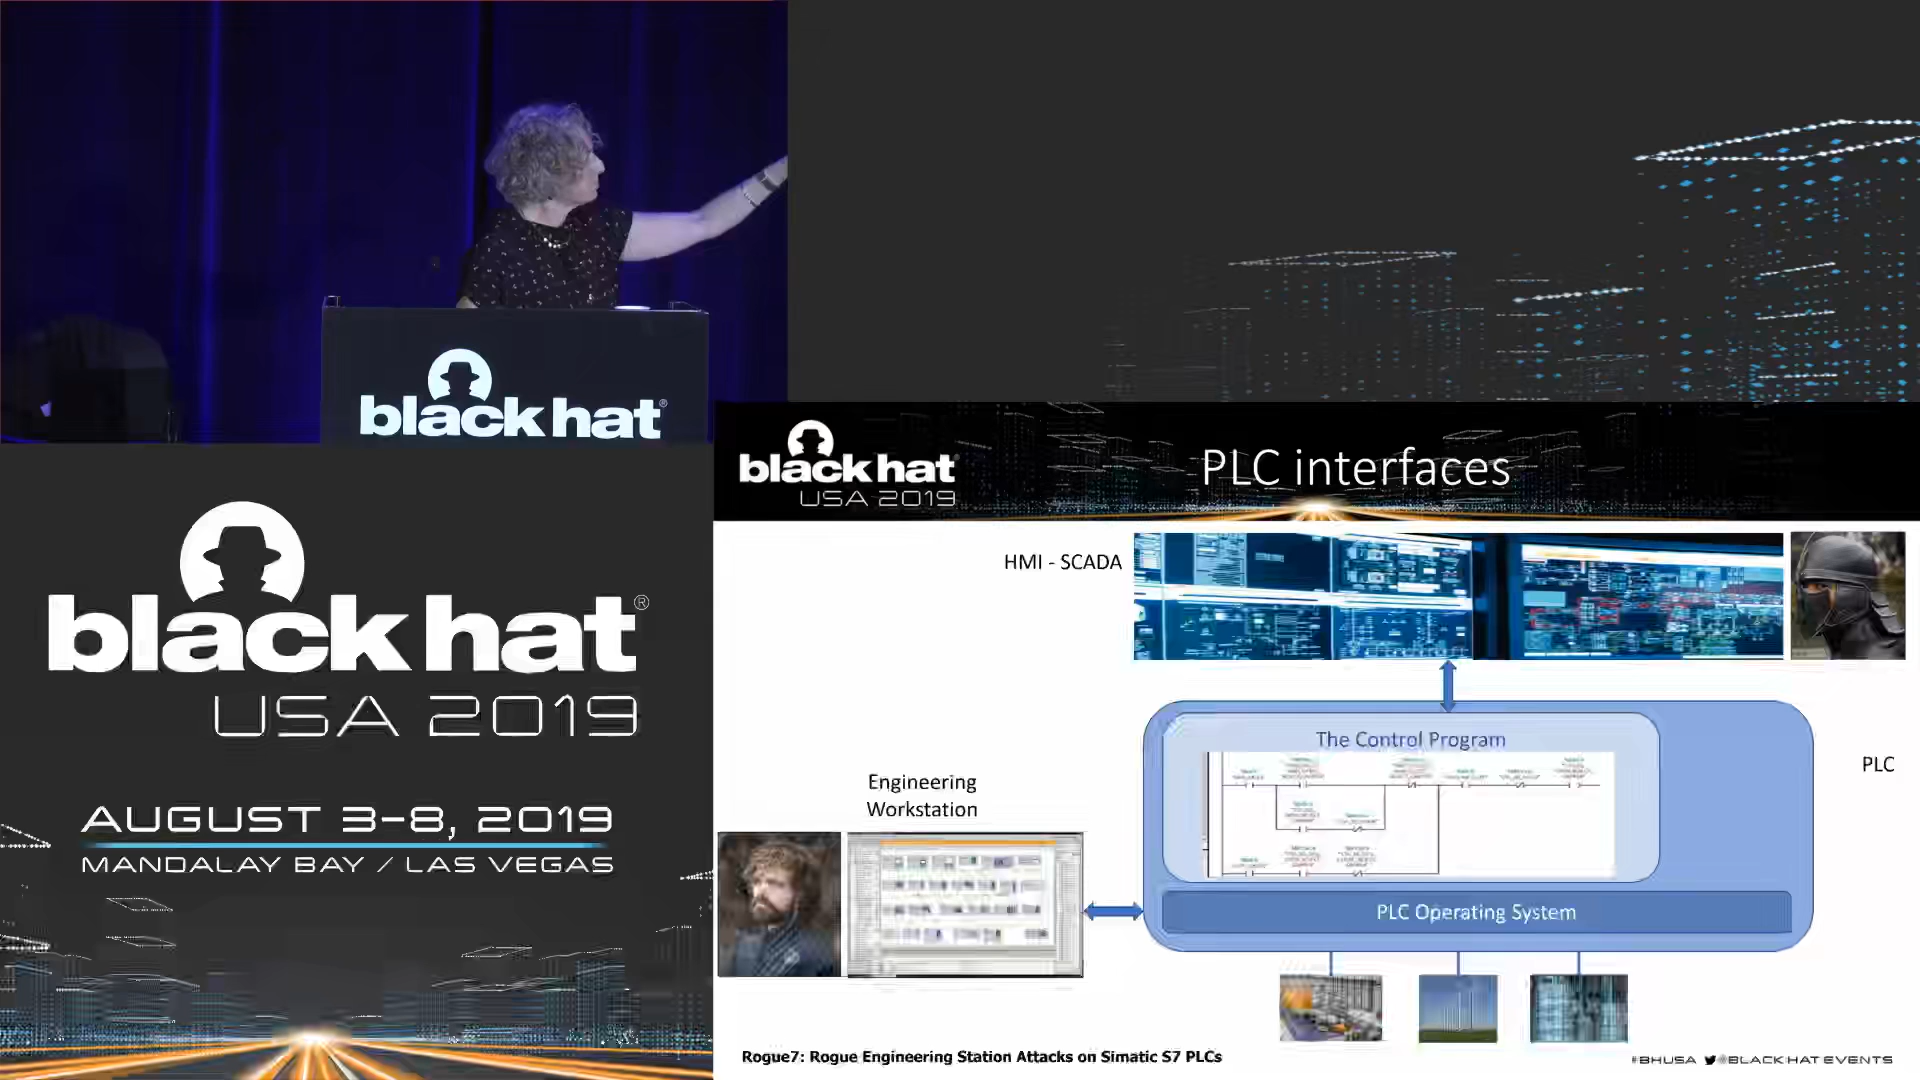 black hat®
black hat®
USA 2019
AUGUST 3-8, 2019
MANDALAY BAY / LAS VEGAS
black hat
USA 2019
PLC interfaces
HMI - SCADA
The Control Program
PLC
Engineering
Workstation
PLC Operating System
Rogue7: Rogue Engineering Station Attacks on Simatic S7 PLCs
#BHUSA @BLACK HAT EVENTS